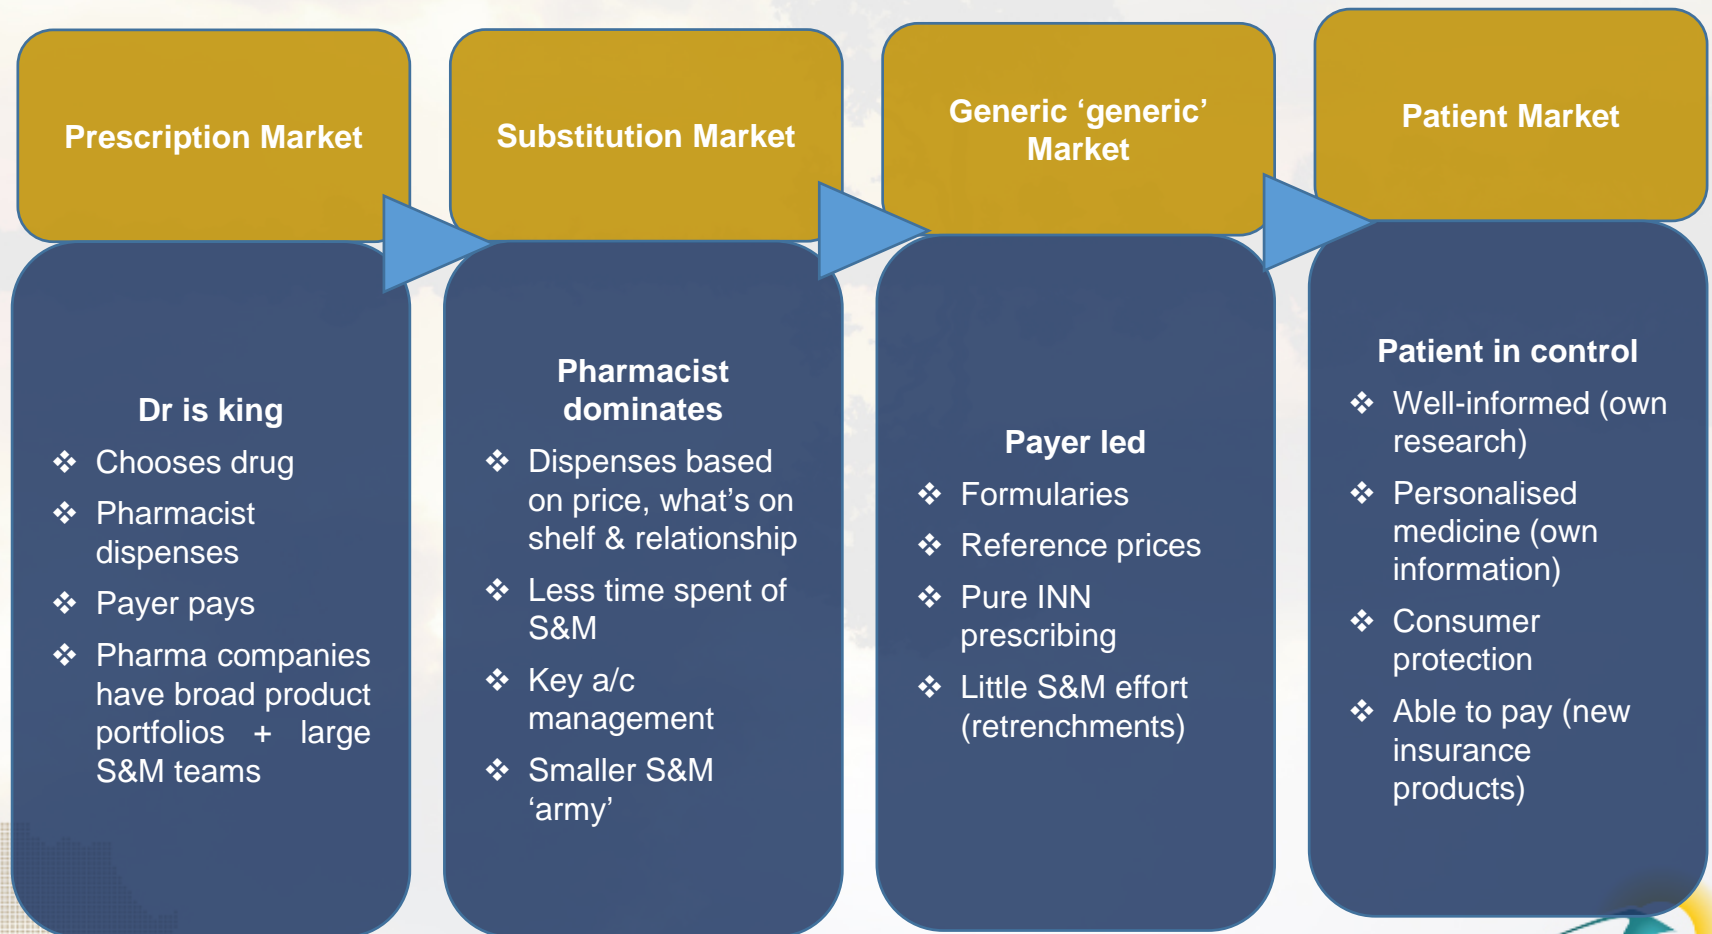 Prescription Market
Dr is king
❖ Chooses drug
❖ Pharmacist
dispenses
❖ Payer pays
❖ Pharma companies
have broad product
portfolios + large
S&M teams
Substitution Market
Pharmacist
dominates
❖ Dispenses based
on price, what’s on
shelf & relationship
❖ Less time spent of
S&M
❖ Key a/c
management
❖ Smaller S&M
‘army’
Generic ‘generic’
Market
Payer led
❖ Formularies
❖ Reference prices
❖ Pure INN
prescribing
❖ Little S&M effort
(retrenchments)
Patient Market
Patient in control
❖ Well-informed (own
research)
❖ Personalised
medicine (own
information)
❖ Consumer
protection
❖ Able to pay (new
insurance
products)